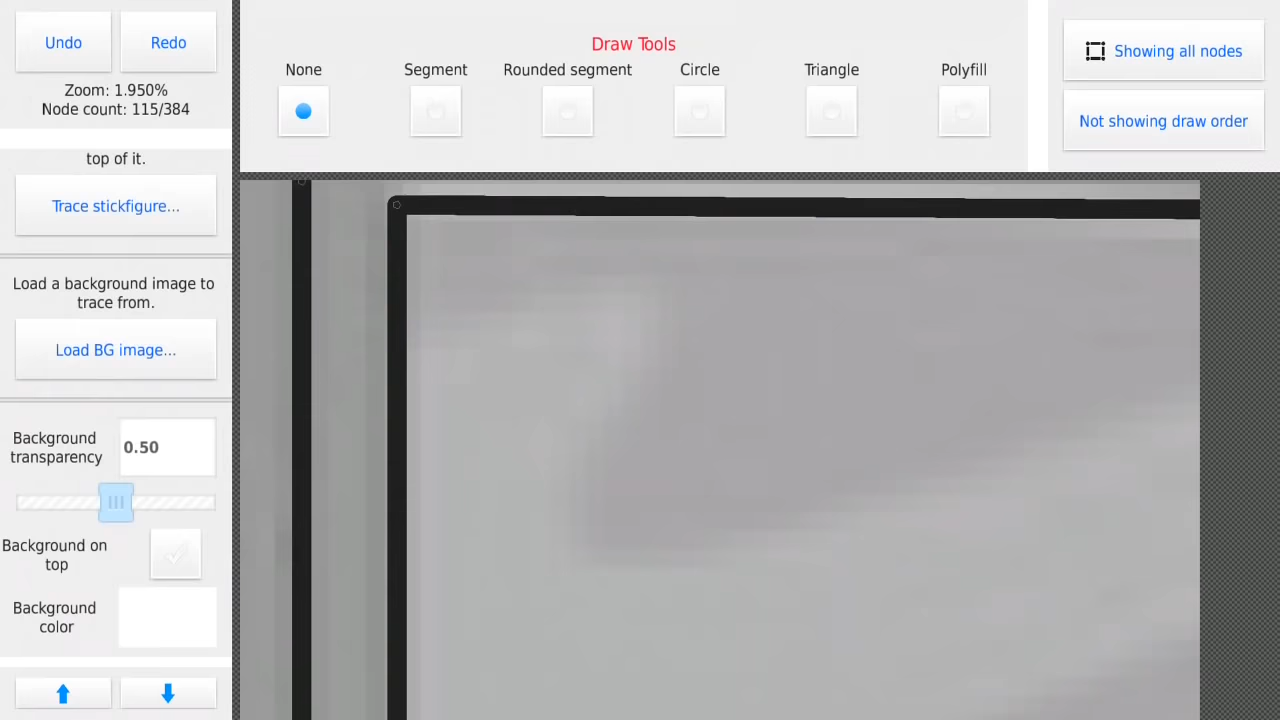 Undo
Redo
Zoom: 1.950%
Node count: 115/384
top of it.
Trace stickfigure...
Load a background image to
trace from.
Load BG image...
Background
transparency
0.50
Background on
top
Background
color
Draw Tools
None
Segment
Rounded segment
Circle
Triangle
Polyfill
Showing all nodes
Not showing draw order